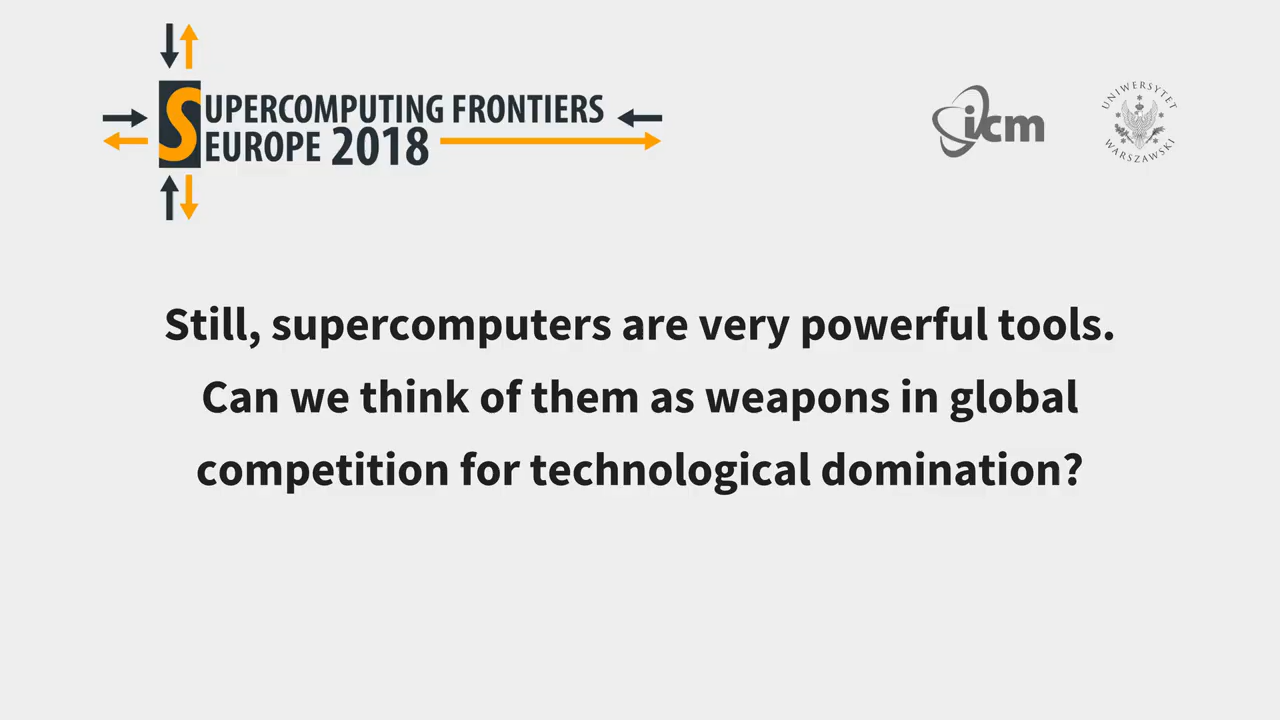 SUPERCOMPUTING FRONTIERS
EUROPE 2018
icm
UNIWERSYTET
WARSZAWSKI
Still, supercomputers are very powerful tools.
Can we think of them as weapons in global
competition for technological domination?